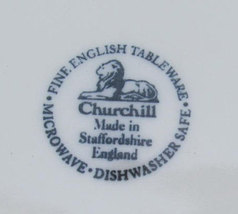 • FINE ENGLISH TABLEWARE •
Churchill
Made in
Staffordshire
England
MICROWAVE • DISHWASHER SAFE